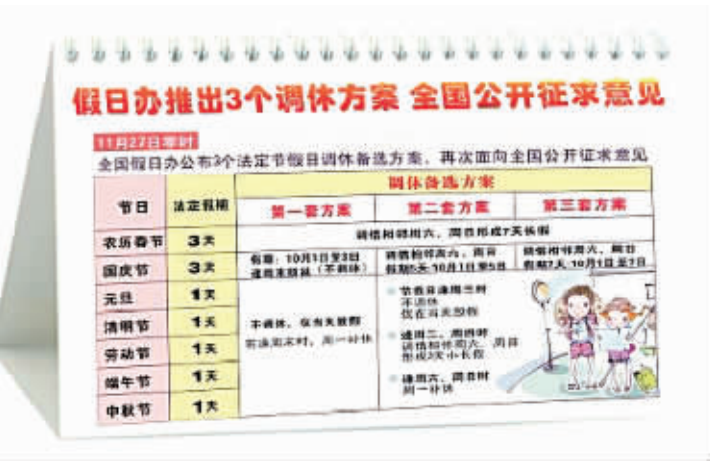 假日办推出3个调休方案 全国公开征求意见
11月27日零时
全国假日办公布3个法定节假日调休备选方案，再次面向全国公开征求意见
节日
法定假期
调休备选方案
第一套方案
第二套方案
第三套方案
农历春节
3天
调借相邻周六、周日形成7天长假
国庆节
3天
假期：10月1日至3日
逢周末顺延（不调休）
调借相邻周六、周日
假期5天 10月1日至5日
调借相邻周六、周日
假期7天 10月1日至7日
元旦
1天
清明节
1天
劳动节
1天
端午节
1天
中秋节
1天
不调休，仅当天放假
若逢周末时，周一补休
节假日逢周三时
不调休
仅在当天放假
逢周二、周四时
调借相邻周六、周日
形成3天小长假
逢周六、周日时
周一补休